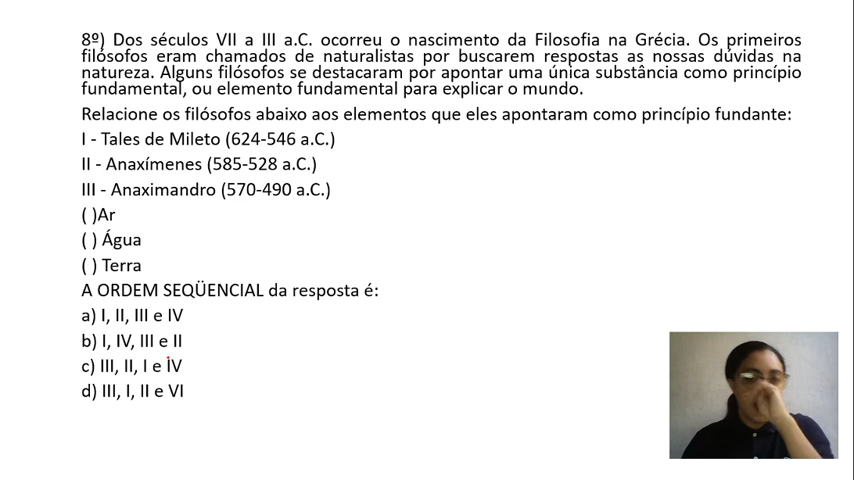 8º) Dos séculos VII a III a.C. ocorreu o nascimento da Filosofia na Grécia. Os primeiros
filósofos eram chamados de naturalistas por buscarem respostas as nossas dúvidas na
natureza. Alguns filósofos se destacaram por apontar uma única substância como princípio
fundamental, ou elemento fundamental para explicar o mundo.
Relacione os filósofos abaixo aos elementos que eles apontaram como princípio fundante:
I - Tales de Mileto (624-546 a.C.)
II - Anaxímenes (585-528 a.C.)
III - Anaximandro (570-490 a.C.)
( )Ar
( ) Água
( ) Terra
A ORDEM SEQÜENCIAL da resposta é:
a) I, II, III e IV
b) I, IV, III e II
c) III, II, I e IV
d) III, I, II e VI